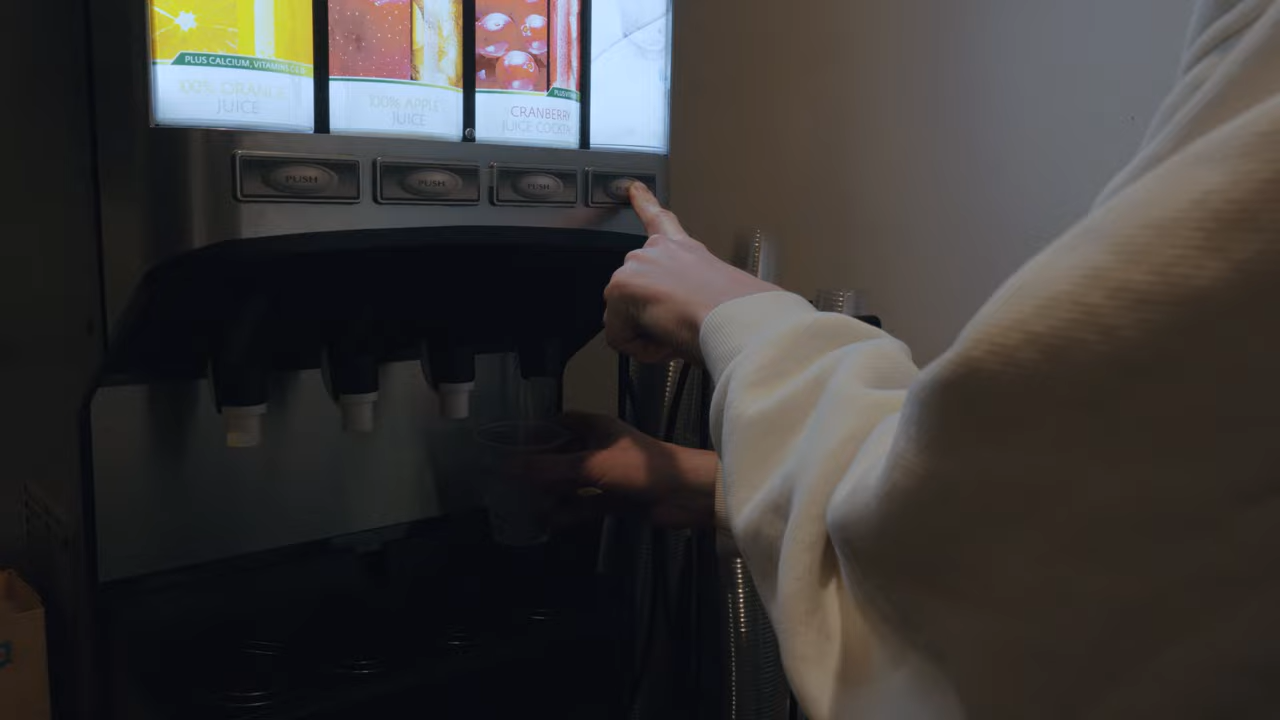 PLUS CALCIUM, VITAMINS C & D
100% ORANGE
JUICE
100% APPLE
JUICE
CRANBERRY
JUICE COCKTAIL
PUSH
PUSH
PUSH